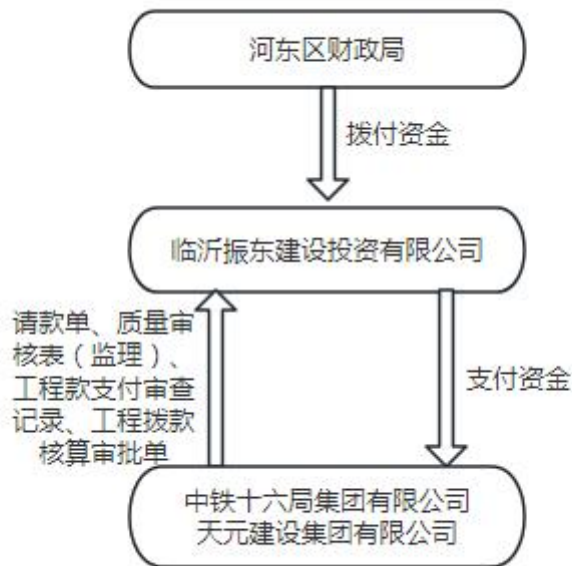 河东区财政局
拨付资金
临沂振东建设投资有限公司
请款单、质量审
核表（监理）、
工程款支付审查
记录、工程拨款
核算审批单
支付资金
中铁十六局集团有限公司
天元建设集团有限公司